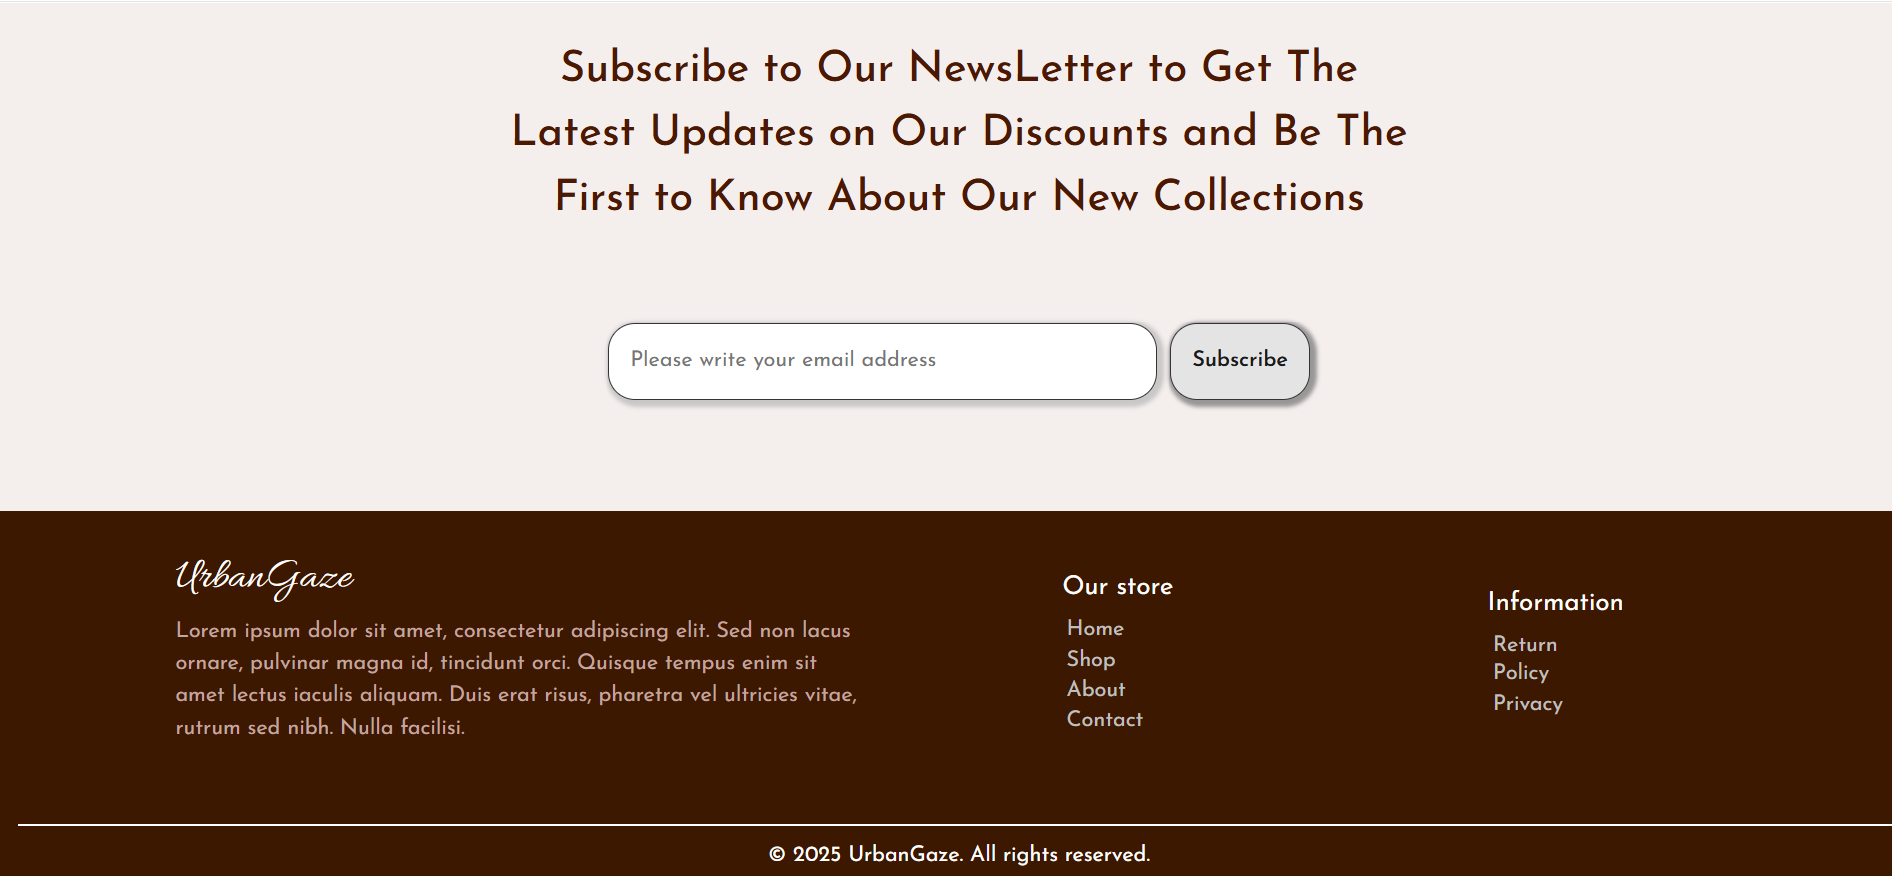 Subscribe to Our NewsLetter to Get The
Latest Updates on Our Discounts and Be The
First to Know About Our New Collections
Please write your email address
Subscribe
UrbanGaze
Lorem ipsum dolor sit amet, consectetur adipiscing elit. Sed non lacus
ornare, pulvinar magna id, tincidunt orci. Quisque tempus enim sit
amet lectus iaculis aliquam. Duis erat risus, pharetra vel ultricies vitae,
rutrum sed nibh. Nulla facilisi.
Our store
Home
Shop
About
Contact
Information
Return
Policy
Privacy
© 2025 UrbanGaze. All rights reserved.